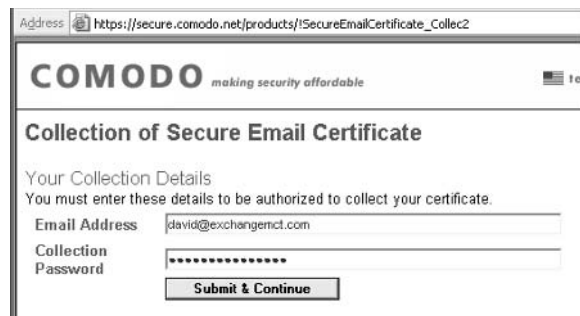 Address https://secure.comodo.net/products/!SecureEmailCertificate_Collec2
COMODO making security affordable
Collection of Secure Email Certificate
Your Collection Details
You must enter these details to be authorized to collect your certificate.
Email Address david@exchangemct.com
Collection
Password •••••••••••••••
Submit & Continue